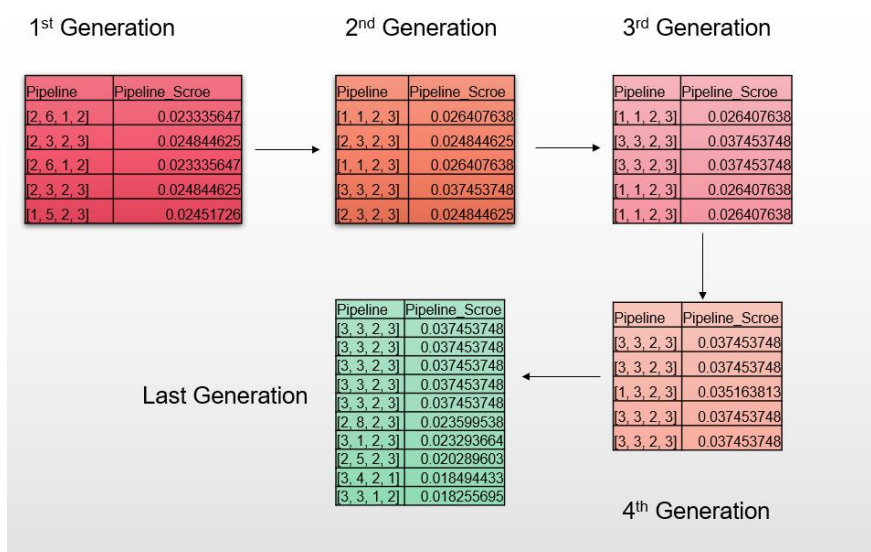 1st Generation
Pipeline Pipeline_Scroe
[2, 6, 1, 2] 0.023335647
[2, 3, 2, 3] 0.024844625
[2, 6, 1, 2] 0.023335647
[2, 3, 2, 3] 0.024844625
[1, 5, 2, 3] 0.02451726
2nd Generation
Pipeline Pipeline_Scroe
[1, 1, 2, 3] 0.026407638
[2, 3, 2, 3] 0.024844625
[1, 1, 2, 3] 0.026407638
[3, 3, 2, 3] 0.037453748
[2, 3, 2, 3] 0.024844625
3rd Generation
Pipeline Pipeline_Scroe
[1, 1, 2, 3] 0.026407638
[3, 3, 2, 3] 0.037453748
[3, 3, 2, 3] 0.037453748
[1, 1, 2, 3] 0.026407638
[1, 1, 2, 3] 0.026407638
Pipeline Pipeline_Scroe
[3, 3, 2, 3] 0.037453748
[3, 3, 2, 3] 0.037453748
[1, 3, 2, 3] 0.035163813
[3, 3, 2, 3] 0.037453748
[3, 3, 2, 3] 0.037453748
4th Generation
Last Generation
Pipeline Pipeline_Scroe
[3, 3, 2, 3] 0.037453748
[3, 3, 2, 3] 0.037453748
[3, 3, 2, 3] 0.037453748
[3, 3, 2, 3] 0.037453748
[3, 3, 2, 3] 0.037453748
[2, 8, 2, 3] 0.023599538
[3, 1, 2, 3] 0.023293664
[2, 5, 2, 3] 0.020289603
[3, 4, 2, 1] 0.018494433
[3, 3, 1, 2] 0.018255695